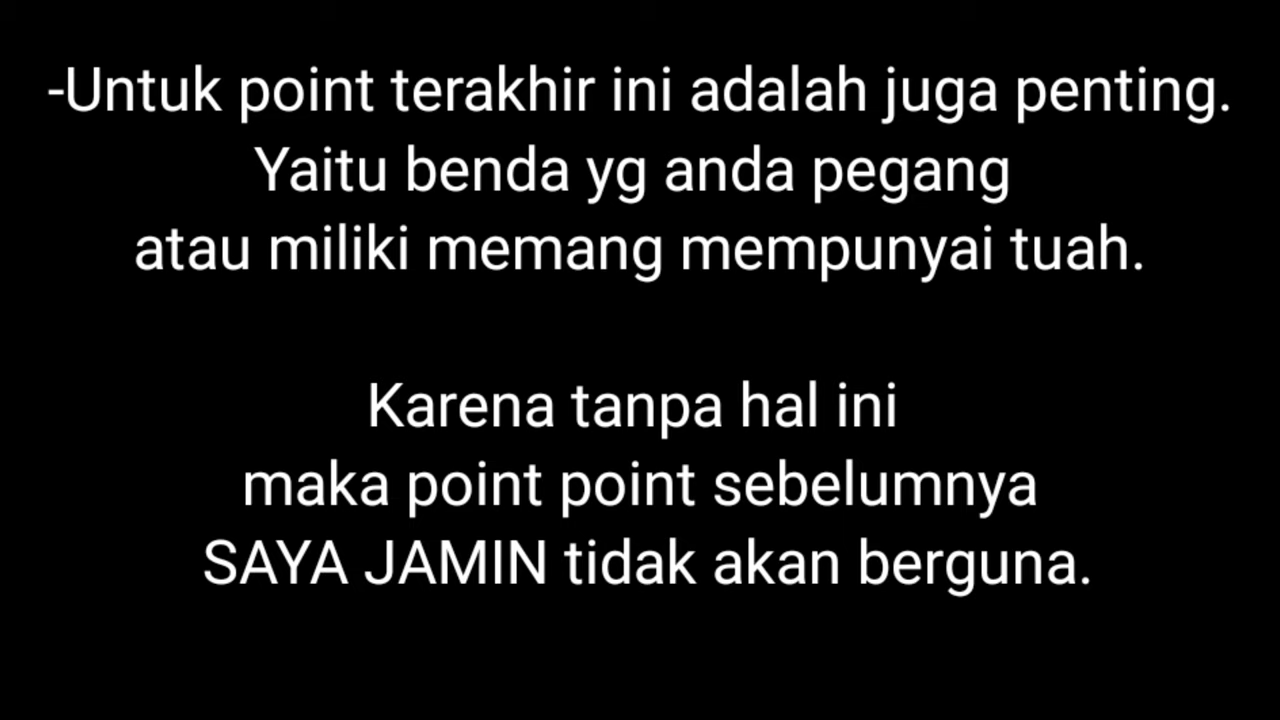 -Untuk point terakhir ini adalah juga penting.
Yaitu benda yg anda pegang
atau miliki memang mempunyai tuah.
Karena tanpa hal ini
maka point point sebelumnya
SAYA JAMIN tidak akan berguna.